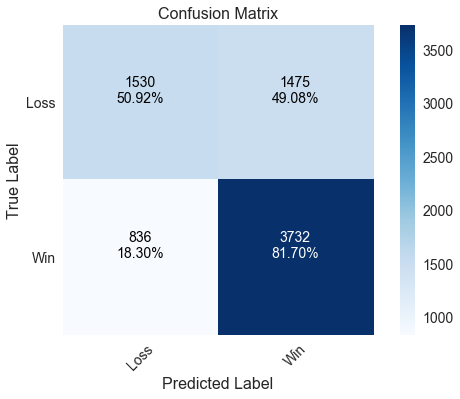 Confusion Matrix
True Label
Loss
1530
50.92%
1475
49.08%
Win
836
18.30%
3732
81.70%
Loss
Win
Predicted Label
3500
3000
2500
2000
1500
1000